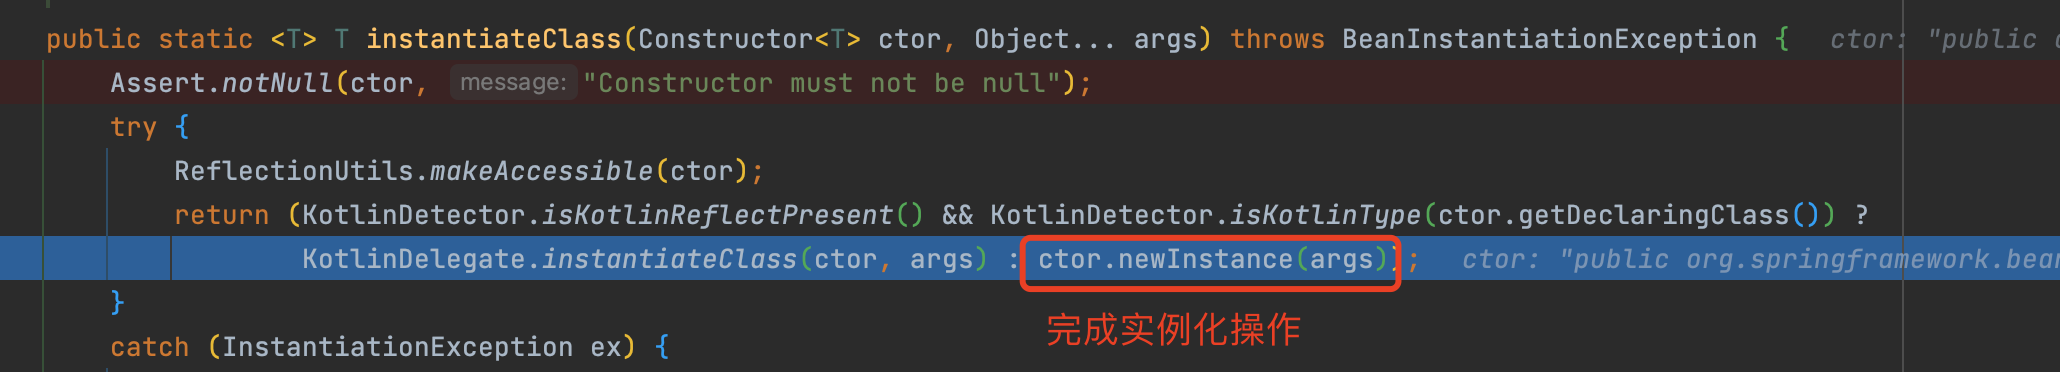 public static <T> T instantiateClass(Constructor<T> ctor, Object... args) throws BeanInstantiationException { ctor: "public
Assert.notNull(ctor, message: "Constructor must not be null");
try {
ReflectionUtils.makeAccessible(ctor);
return (KotlinDetector.isKotlinReflectPresent() && KotlinDetector.isKotlinType(ctor.getDeclaringClass()) ?
KotlinDelegate.instantiateClass(ctor, args) : ctor.newInstance(args)); ctor: "public org.springframework.bea
}
完成实例化操作
catch (InstantiationException ex) {